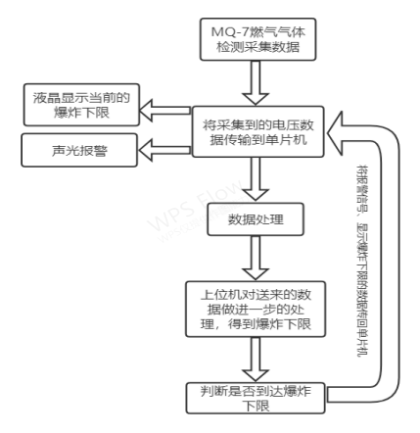 MQ-7燃气气体
检测采集数据
液晶显示当前的
爆炸下限
将采集到的电压数
据传输到单片机
声光报警
数据处理
上位机对送来的数
据做进一步的处
理，得到爆炸下限
判断是否到达爆炸
下限
将报警信号、显示爆炸下限的数据传回单片机
WPS Flow